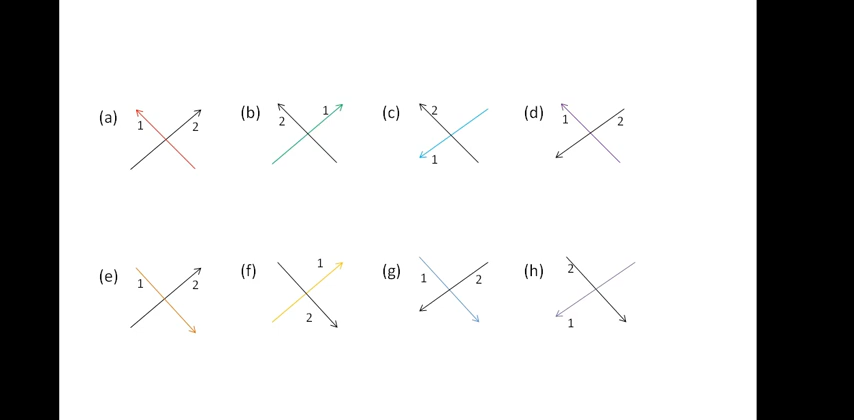 (a) 1 2
(b) 2 1
(c) 2 1
(d) 1 2
(e) 1 2
(f) 1 2
(g) 1 2
(h) 2 1